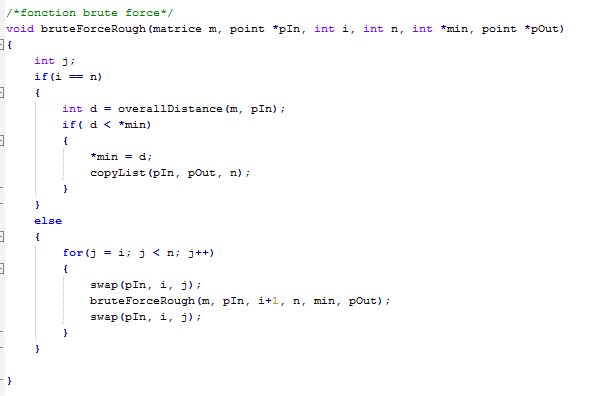 /*fonction brute force*/
void bruteForceRough(matrice m, point *pIn, int i, int n, int *min, point *pOut)
{
    int j;
    if(i == n)
    {
        int d = overallDistance(m, pIn);
        if( d < *min)
        {
            *min = d;
            copyList(pIn, pOut, n);
        }
    }
    else
    {
        for(j = i; j < n; j++)
        {
            swap(pIn, i, j);
            bruteForceRough(m, pIn, i+1, n, min, pOut);
            swap(pIn, i, j);
        }
    }

}